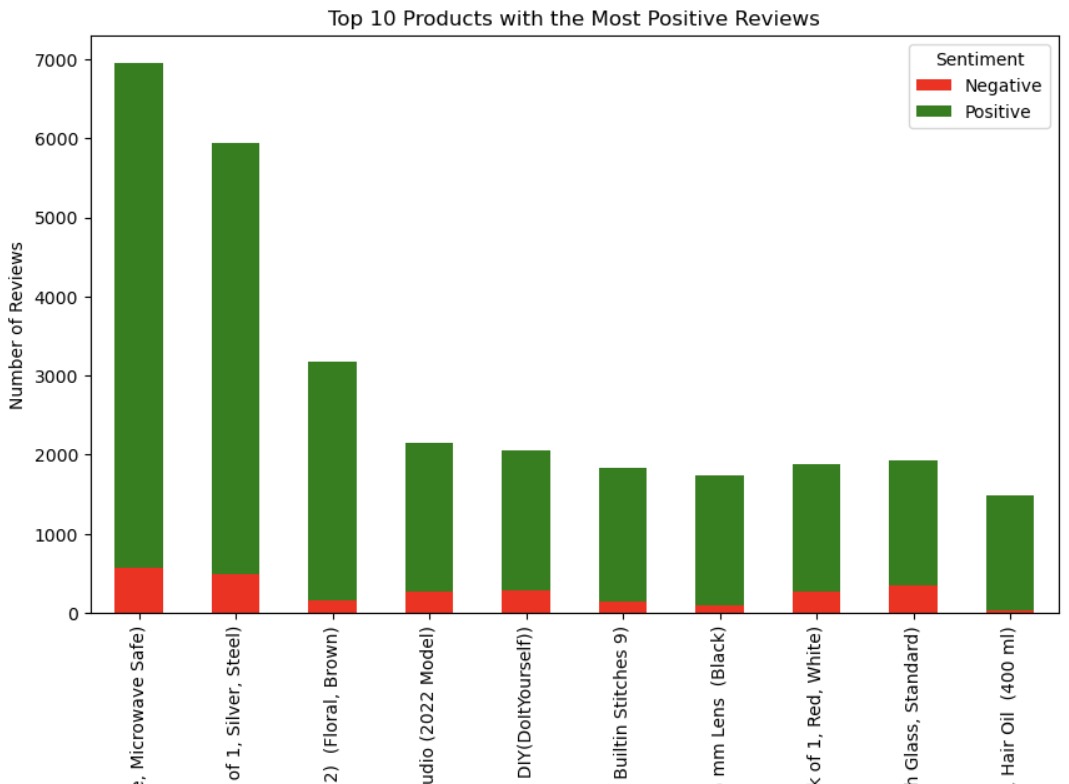 Top 10 Products with the Most Positive Reviews
Sentiment
Negative
Positive
Number of Reviews
7000
6000
5000
4000
3000
2000
1000
0
, Microwave Safe)
of 1, Silver, Steel)
2) (Floral, Brown)
(2022 Model)
DIY(DoItYourself))
Builtin Stitches 9)
mm Lens (Black)
of 1, Red, White)
Glass, Standard)
, Hair Oil (400 ml)